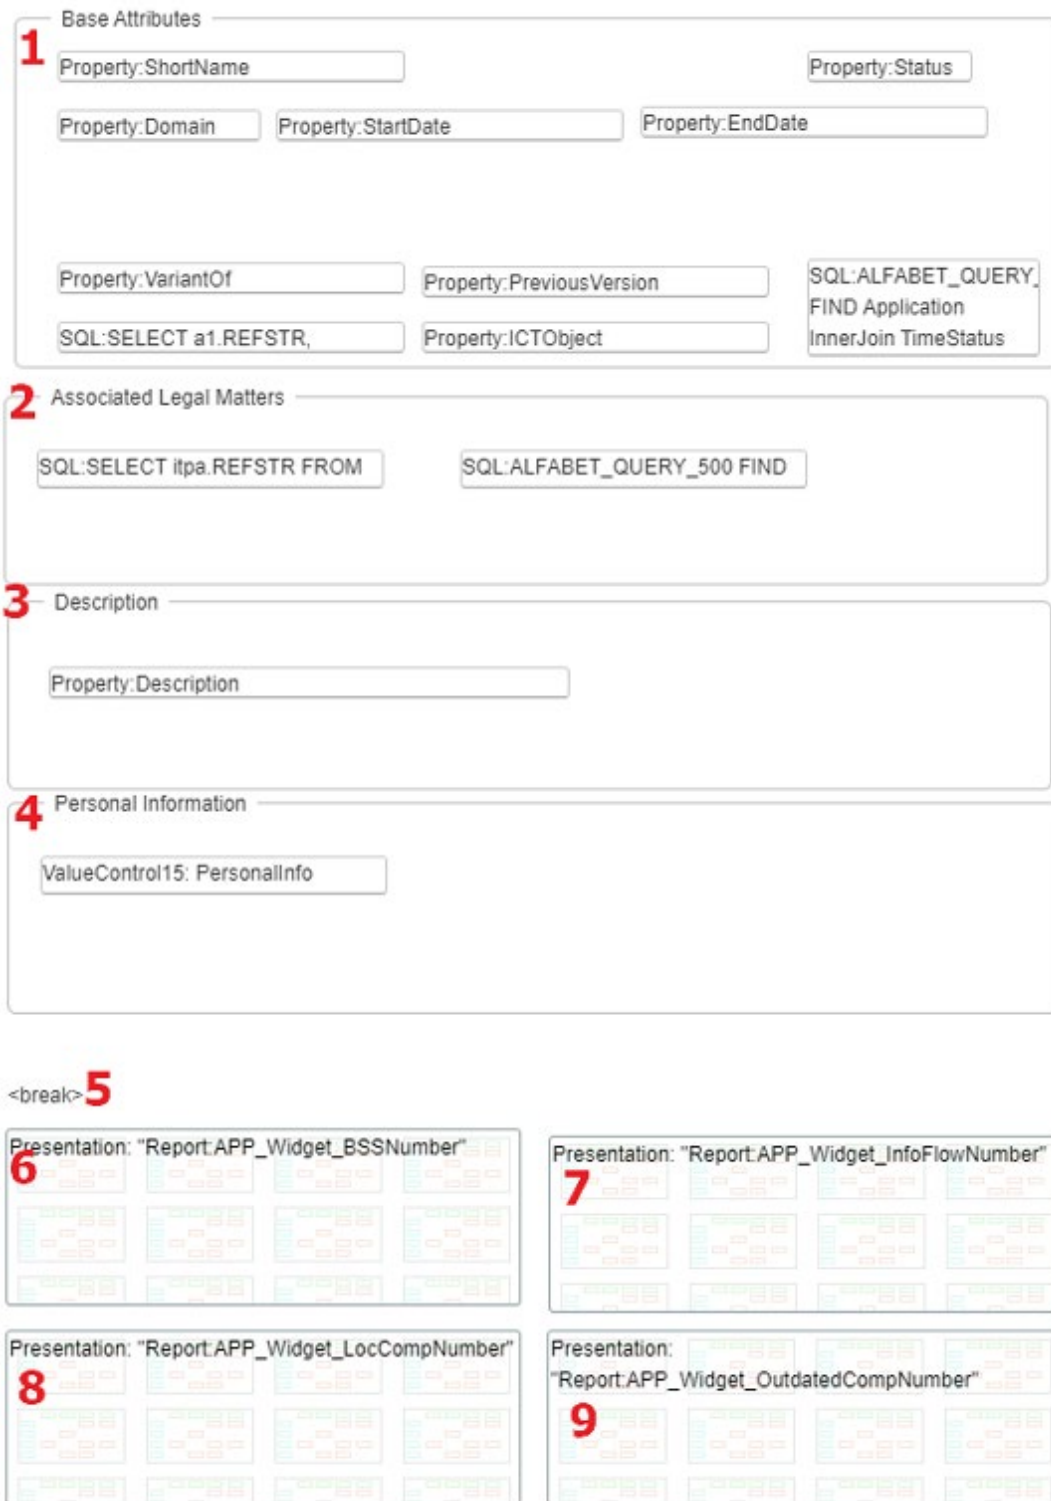 Base Attributes
1
Property:ShortName
Property:Status
Property:Domain
Property:StartDate
Property:EndDate
Property:VariantOf
Property:PreviousVersion
SQL:ALFABET_QUERY_
FIND Application
InnerJoin TimeStatus
SQL:SELECT a1.REFSTR,
Property:ICTObject
2
Associated Legal Matters
SQL:SELECT itpa.REFSTR FROM
SQL:ALFABET_QUERY_500 FIND
3
Description
Property:Description
4
Personal Information
ValueControl15: PersonalInfo
<break>5
Presentation: "Report:APP_Widget_BSSNumber"
6
Presentation: "Report:APP_Widget_InfoFlowNumber"
7
Presentation: "Report:APP_Widget_LocCompNumber"
8
Presentation:
"Report:APP_Widget_OutdatedCompNumber"
9